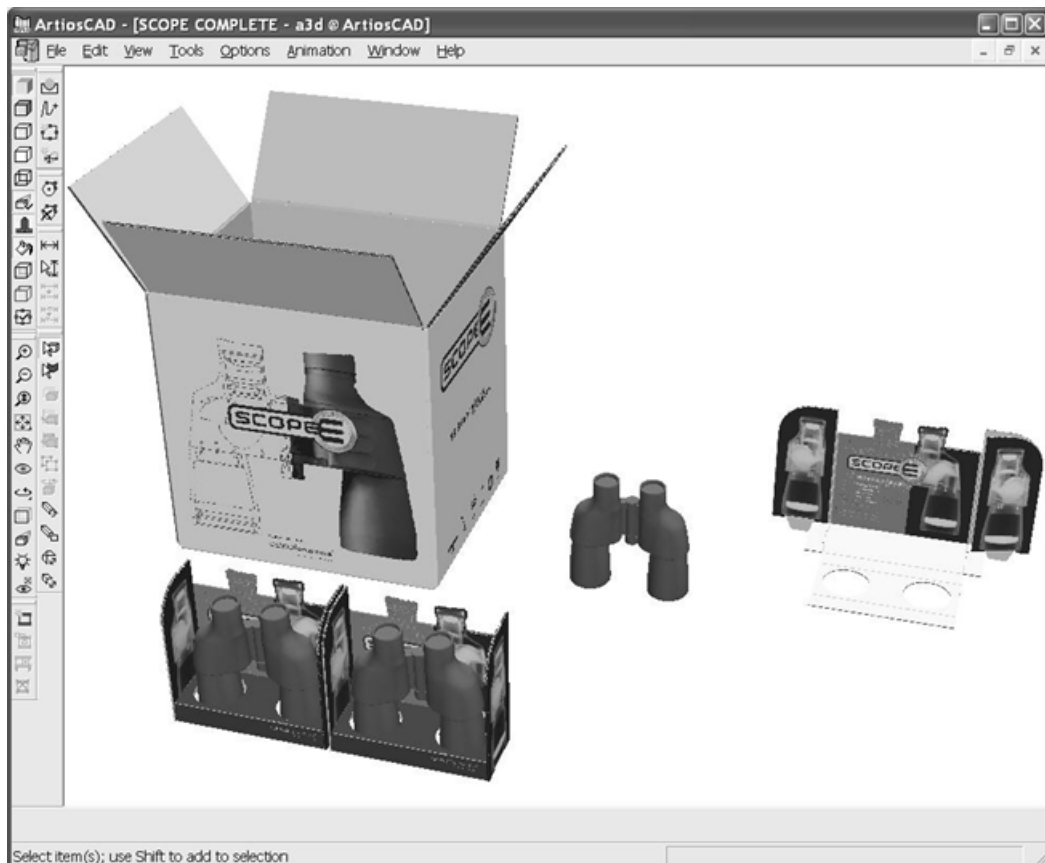 ArtiosCAD - [SCOPE COMPLETE - a3d @ ArtiosCAD]
File Edit View Tools Options Animation Window Help
SCOPE
SCOPE
SCOPE
Select item(s); use Shift to add to selection